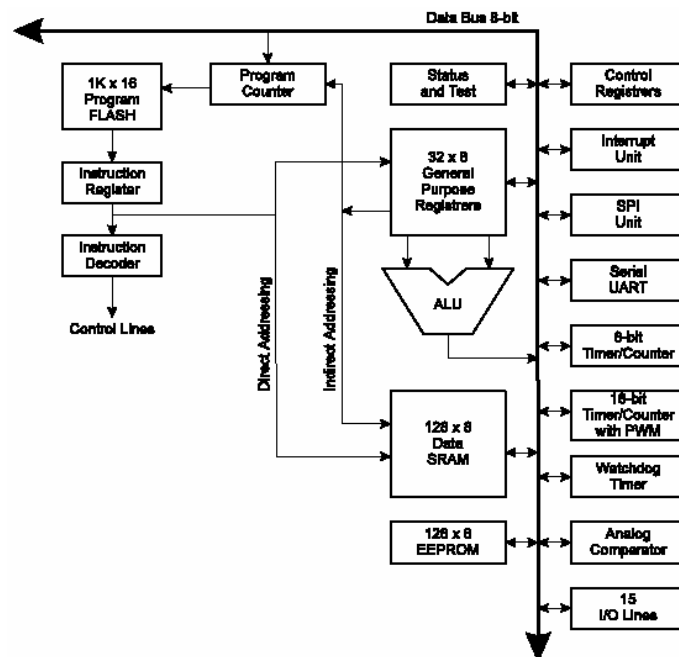 Data Bus 8-bit
1K x 16
Program
FLASH
Program
Counter
Status
and Test
Control
Registrers
32 x 8
General
Purpose
Registrers
Interrupt
Unit
Instruction
Register
SPI
Unit
Instruction
Decoder
Serial
UART
ALU
Control Lines
Direct Addressing
Indirect Addressing
8-bit
Timer/Counter
16-bit
Timer/Counter
with PWM
128 x 8
Data
SRAM
Watchdog
Timer
128 x 8
EEPROM
Analog
Comparator
15
I/O Lines